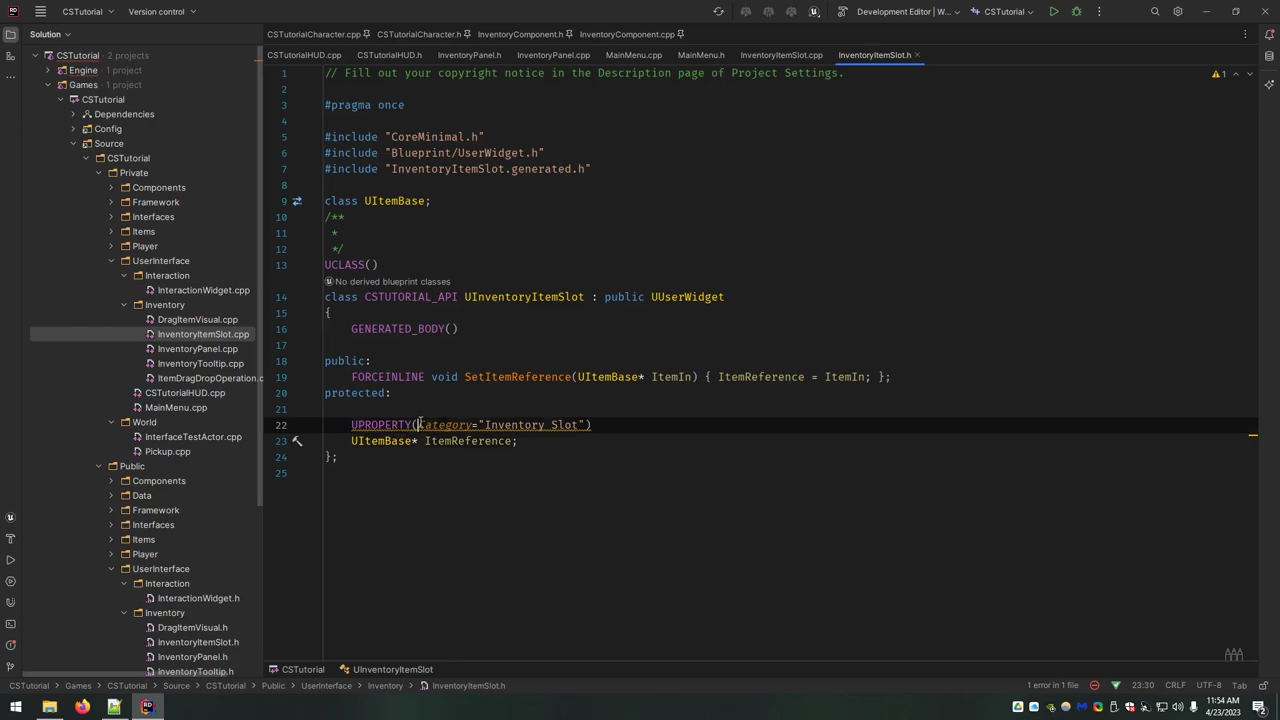 Version control
Development Editor | W...
CSTutorial
Solution
CSTutorialCharacter.cpp
CSTutorialCharacter.h
InventoryComponent.h
InventoryComponent.cpp
CSTutorialHUD.cpp
CSTutorialHUD.h
InventoryPanel.h
InventoryPanel.cpp
MainMenu.cpp
MainMenu.h
InventoryItemSlot.cpp
InventoryItemSlot.h
CSTutorial 2 projects
Engine 1 project
Games 1 project
CSTutorial
Dependencies
Config
Source
CSTutorial
Private
Components
Framework
Interfaces
Items
Player
UserInterface
Interaction
InteractionWidget.cpp
Inventory
DragItemVisual.cpp
InventoryItemSlot.cpp
InventoryPanel.cpp
InventoryTooltip.cpp
ItemDragDropOperation.c
CSTutorialHUD.cpp
MainMenu.cpp
World
InterfaceTestActor.cpp
Pickup.cpp
Public
Components
Data
Framework
Interfaces
Items
Player
UserInterface
Interaction
InteractionWidget.h
Inventory
DragItemVisual.h
InventoryItemSlot.h
InventoryPanel.h
InventoryTooltip.h
1 // Fill out your copyright notice in the Description page of Project Settings.
1
2
3 #pragma once
4
5 #include "CoreMinimal.h"
6 #include "Blueprint/UserWidget.h"
7 #include "InventoryItemSlot.generated.h"
8
9 class UItemBase;
10 /**
11 *
12 */
13 UCLASS()
No derived blueprint classes
14 class CSTUTORIAL_API UInventoryItemSlot : public UUserWidget
15 {
16 GENERATED_BODY()
17
18 public:
19 FORCEINLINE void SetItemReference(UItemBase* ItemIn) { ItemReference = ItemIn; };
20 protected:
21
22 UPROPERTY(Category="Inventory Slot")
23 UItemBase* ItemReference;
24 };
25
CSTutorial
UInventoryItemSlot
CSTutorial > Games > CSTutorial > Source > CSTutorial > Public > UserInterface > Inventory > InventoryItemSlot.h
1 error in 1 file
23:30 CRLF UTF-8 Tab
11:54 AM
4/23/2023